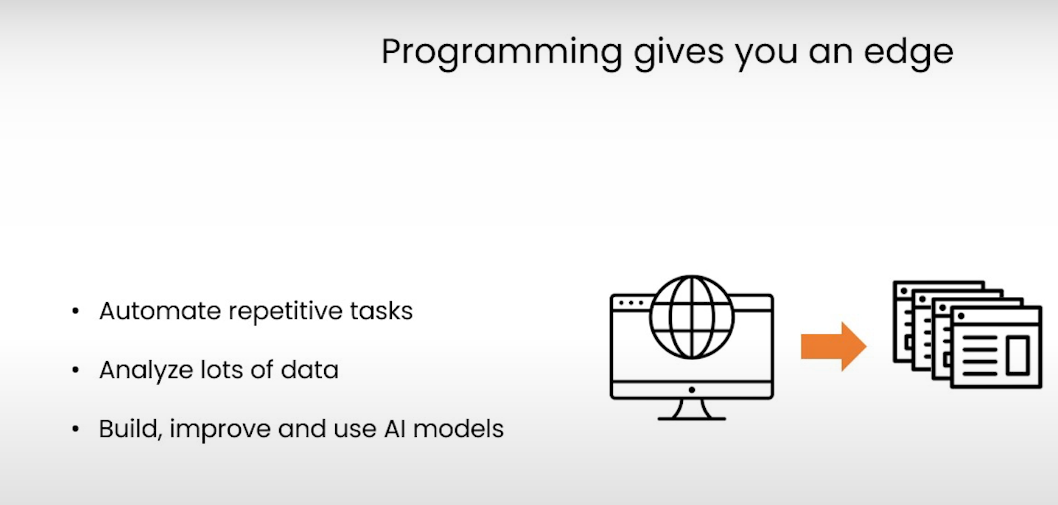 Programming gives you an edge
• Automate repetitive tasks
• Analyze lots of data
• Build, improve and use AI models